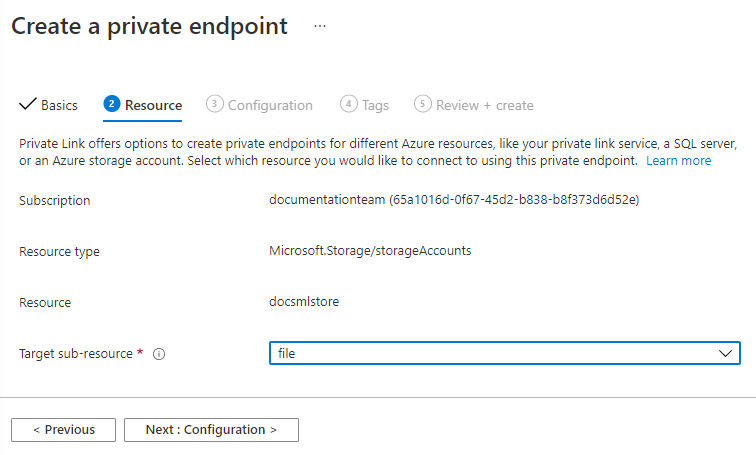 Create a private endpoint ...
Basics 2 Resource 3 Configuration 4 Tags 5 Review + create
Private Link offers options to create private endpoints for different Azure resources, like your private link service, a SQL server,
or an Azure storage account. Select which resource you would like to connect to using this private endpoint. Learn more
Subscription documentationteam (65a1016d-0f67-45d2-b838-b8f373d6d52e)
Resource type Microsoft.Storage/storageAccounts
Resource docsmlstore
Target sub-resource * file
< Previous Next : Configuration >